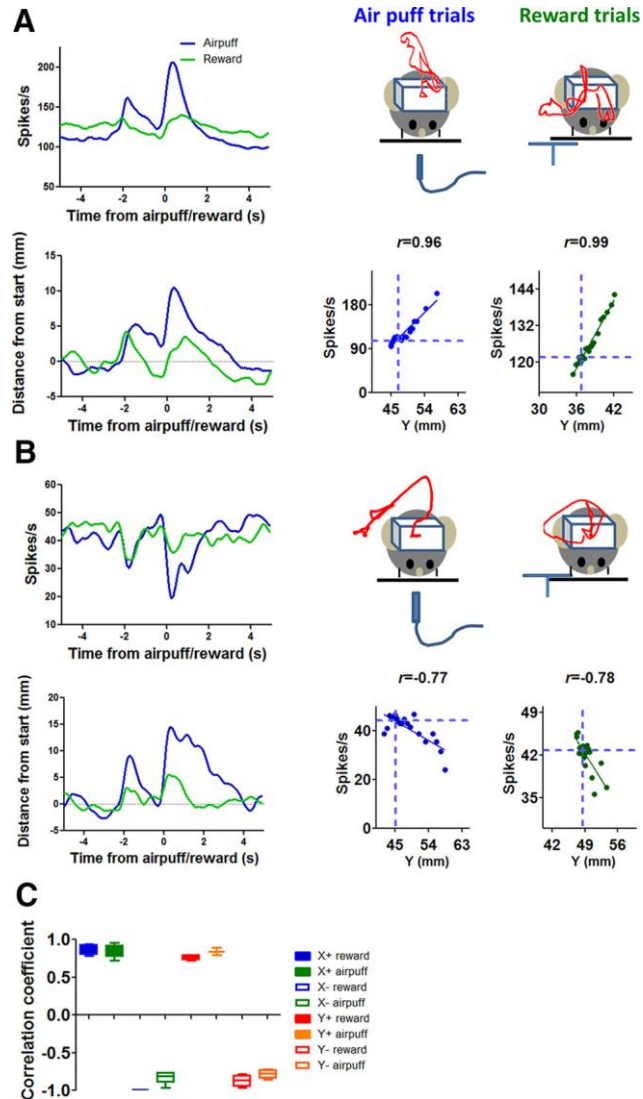 A
Air puff trials
Reward trials
Airpuff
Reward
Spikes/s
200
150
100
50
-4 -2 0 2 4
Time from airpuff/reward (s)
Distance from start (mm)
15
10
5
0
-5
-4 -2 0 2 4
Time from airpuff/reward (s)
r=0.96
Spikes/s
180
90
0
45 54 63
Y (mm)
r=0.99
Spikes/s
144
132
120
30 36 42
Y (mm)
B
Spikes/s
60
50
40
30
20
10
-4 -2 0 2 4
Time from airpuff/reward (s)
Distance from start (mm)
20
15
10
5
0
-5
-4 -2 0 2 4
Time from airpuff/reward (s)
r=-0.77
Spikes/s
40
0
45 54 63
Y (mm)
r=-0.78
Spikes/s
49
42
35
42 49 56
Y (mm)
C
Correlation coefficient
1.0
0.5
-0.5
-1.0
X+ reward
X+ airpuff
X- reward
X- airpuff
Y+ reward
Y+ airpuff
Y- reward
Y- airpuff